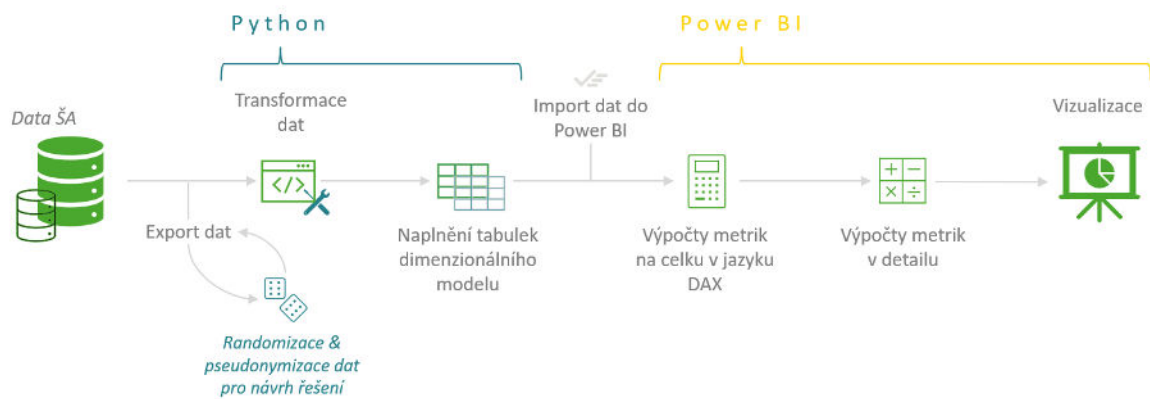 Python
Power BI
Data ŠA
Transformace
dat
Import dat do
Power BI
Vizualizace
Export dat
Naplnění tabulek
dimenzionálního
modelu
Výpočty metrik
na celku v jazyku
DAX
Výpočty metrik
v detailu
Randomizace &
pseudonymizace dat
pro návrh řešení